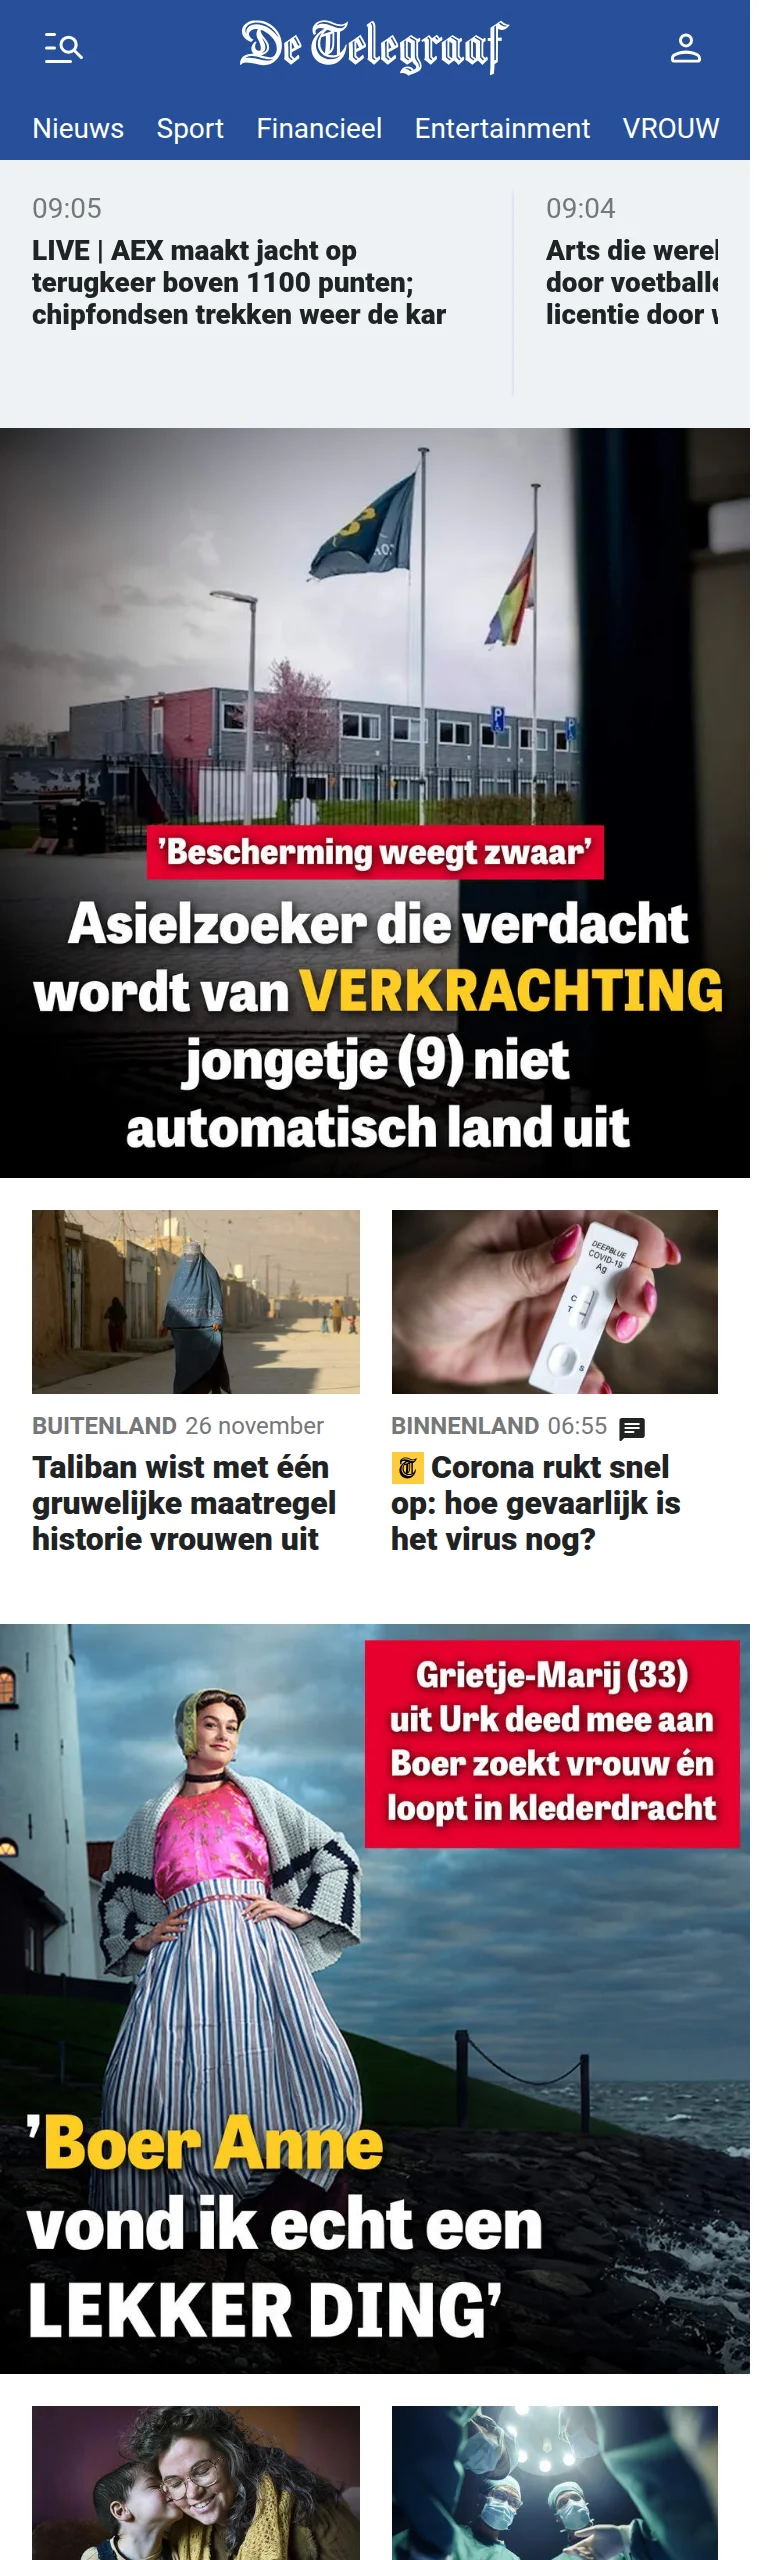 De Telegraaf
Nieuws Sport Financieel Entertainment VROUW
09:05
LIVE | AEX maakt jacht op
terugkeer boven 1100 punten;
chipfondsen trekken weer de kar
09:04
Arts die
door
licentie door
’Bescherming weegt zwaar’
Asielzoeker die verdacht
wordt van VERKRACHTING
jongetje (9) niet
automatisch land uit
DEEPBLUE
COVID-19
Ag
C
T
S
BUITENLAND 26 november
Taliban wist met één
gruwelijke maatregel
historie vrouwen uit
BINNENLAND 06:55
T Corona rukt snel
op: hoe gevaarlijk is
het virus nog?
Grietje-Marij (33)
uit Urk deed mee aan
Boer zoekt vrouw én
loopt in klederdracht
’Boer Anne
vond ik echt een
LEKKER DING’